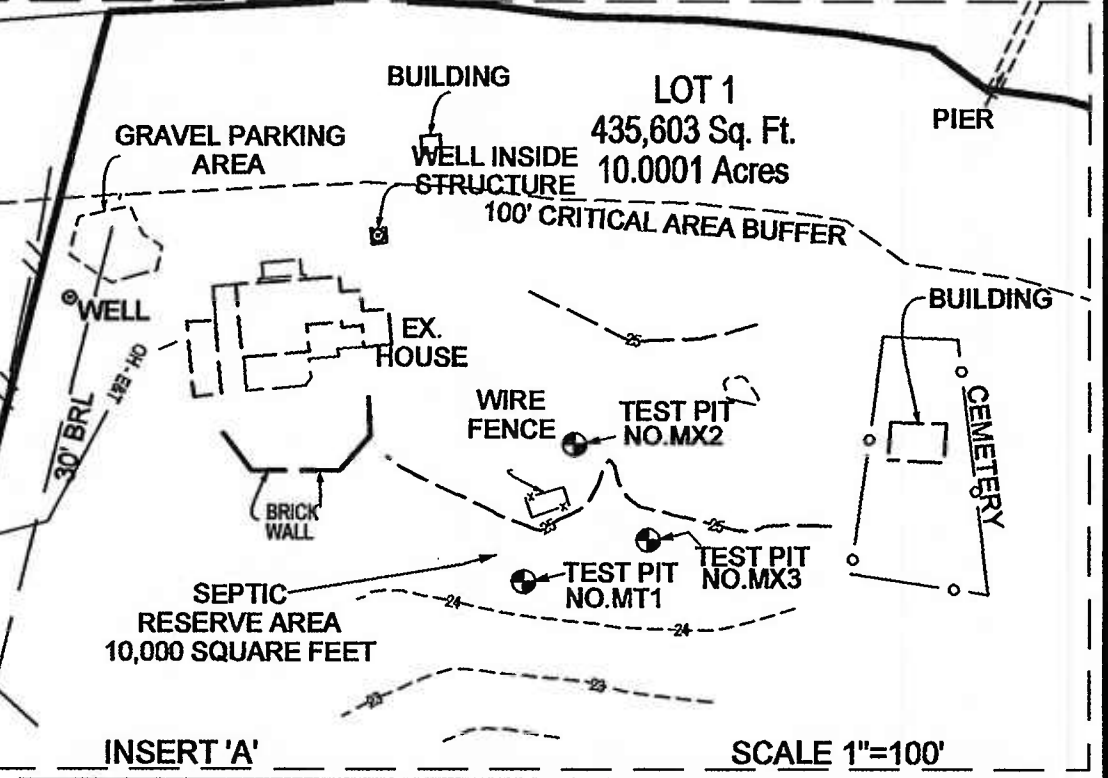 BUILDING
LOT 1
435,603 Sq. Ft.
10.0001 Acres
PIER
GRAVEL PARKING
AREA
WELL INSIDE
STRUCTURE
100' CRITICAL AREA BUFFER
WELL
BUILDING
EX.
HOUSE
OH-E&T
30' BRL
WIRE
FENCE
TEST PIT
NO.MX2
CEMETERY
25
BRICK
WALL
25
25
TEST PIT
NO.MX3
TEST PIT
NO.MT1
SEPTIC
RESERVE AREA
10,000 SQUARE FEET
24
24
23
23
INSERT 'A'
SCALE 1"=100'